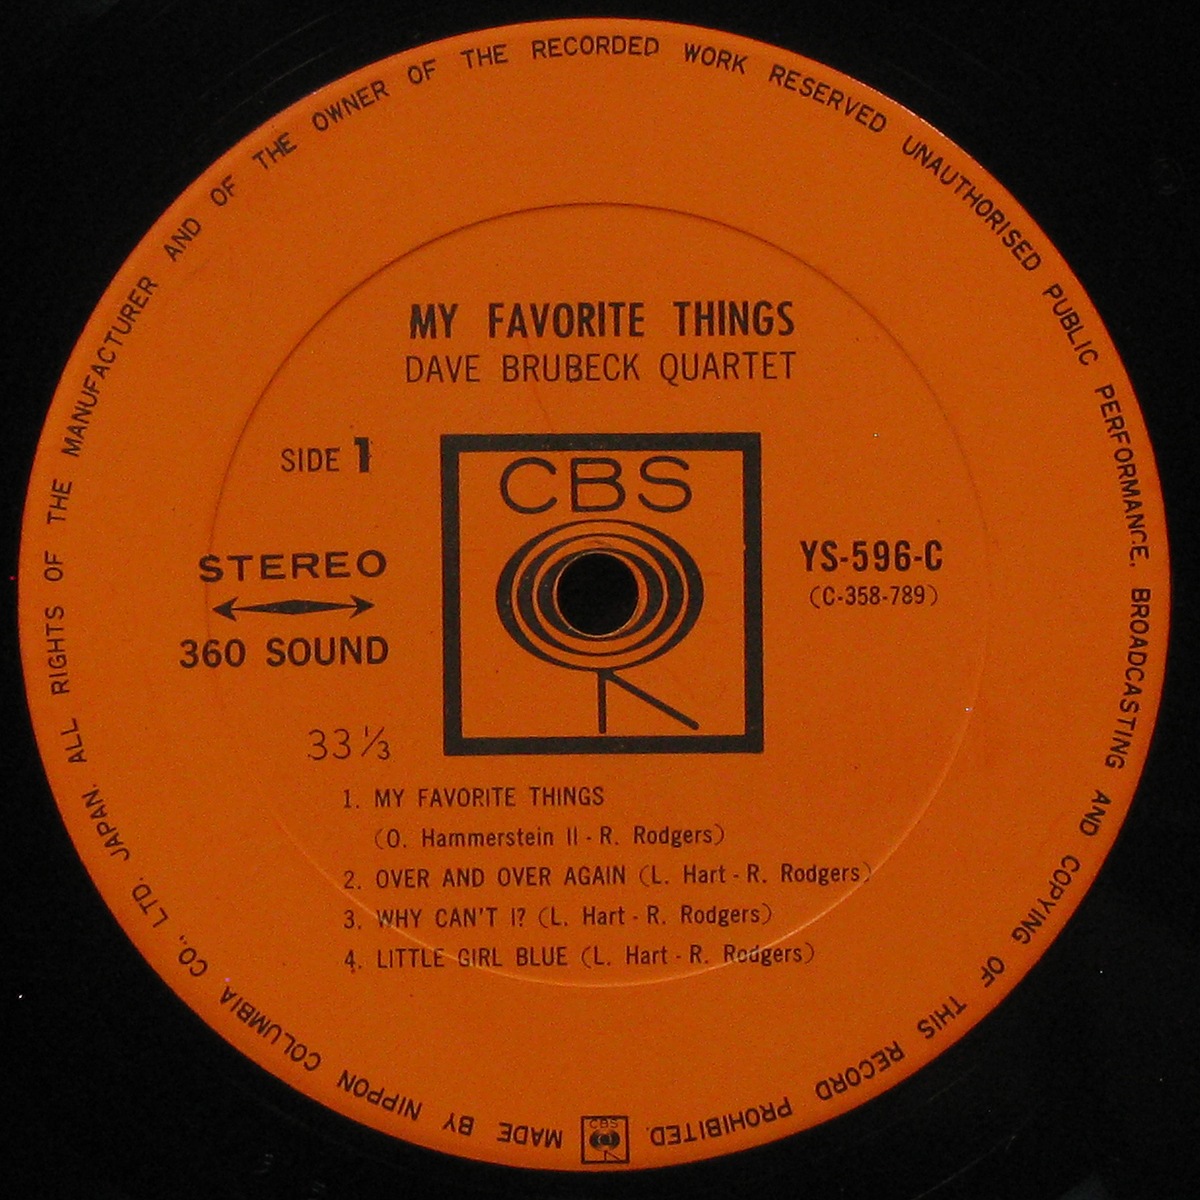 MY FAVORITE THINGS
DAVE BRUBECK QUARTET
SIDE 1
CBS
STEREO
360 SOUND
YS-596-C
(C-358-789)
33 ⅓
1. MY FAVORITE THINGS
(O. Hammerstein II - R. Rodgers)
2. OVER AND OVER AGAIN (L. Hart - R. Rodgers)
3. WHY CAN'T I? (L. Hart - R. Rodgers)
4. LITTLE GIRL BLUE (L. Hart - R. Rodgers)
MADE BY NIPPON COLUMBIA CO., LTD. JAPAN. ALL RIGHTS OF THE MANUFACTURER AND OF THE OWNER OF THE RECORDED WORK RESERVED UNAUTHORISED PUBLIC PERFORMANCE. BROADCASTING AND COPYING OF THIS RECORD PROHIBITED.
CBS